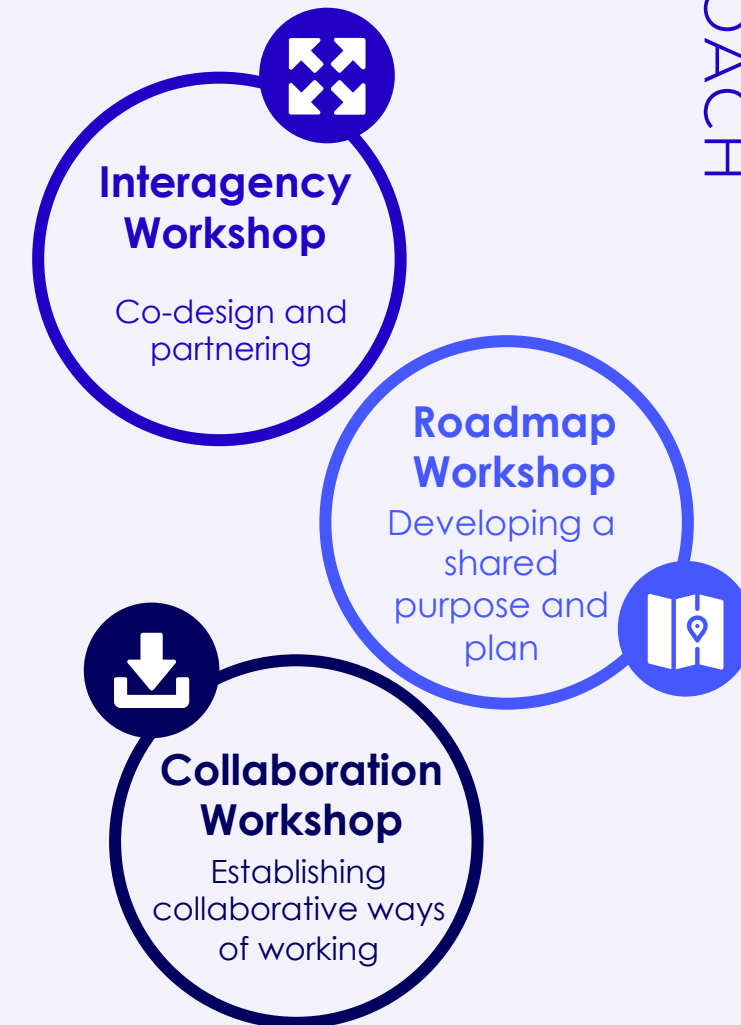 Interagency
Workshop
Co-design and
partnering
Roadmap
Workshop
Developing a
shared
purpose and
plan
Collaboration
Workshop
Establishing
collaborative ways
of working